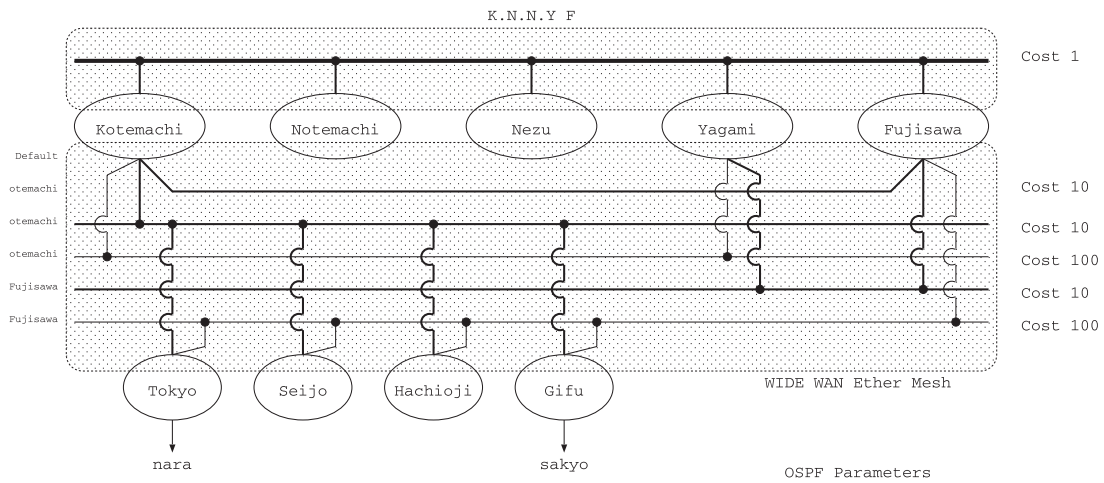 K.N.N.Y F
Cost 1
Kotemachi
Notemachi
Nezu
Yagami
Fujisawa
Default
otemachi
Cost 10
otemachi
Cost 10
otemachi
Cost 100
Fujisawa
Cost 10
Fujisawa
Cost 100
Tokyo
Seijo
Hachioji
Gifu
WIDE WAN Ether Mesh
nara
sakyo
OSPF Parameters